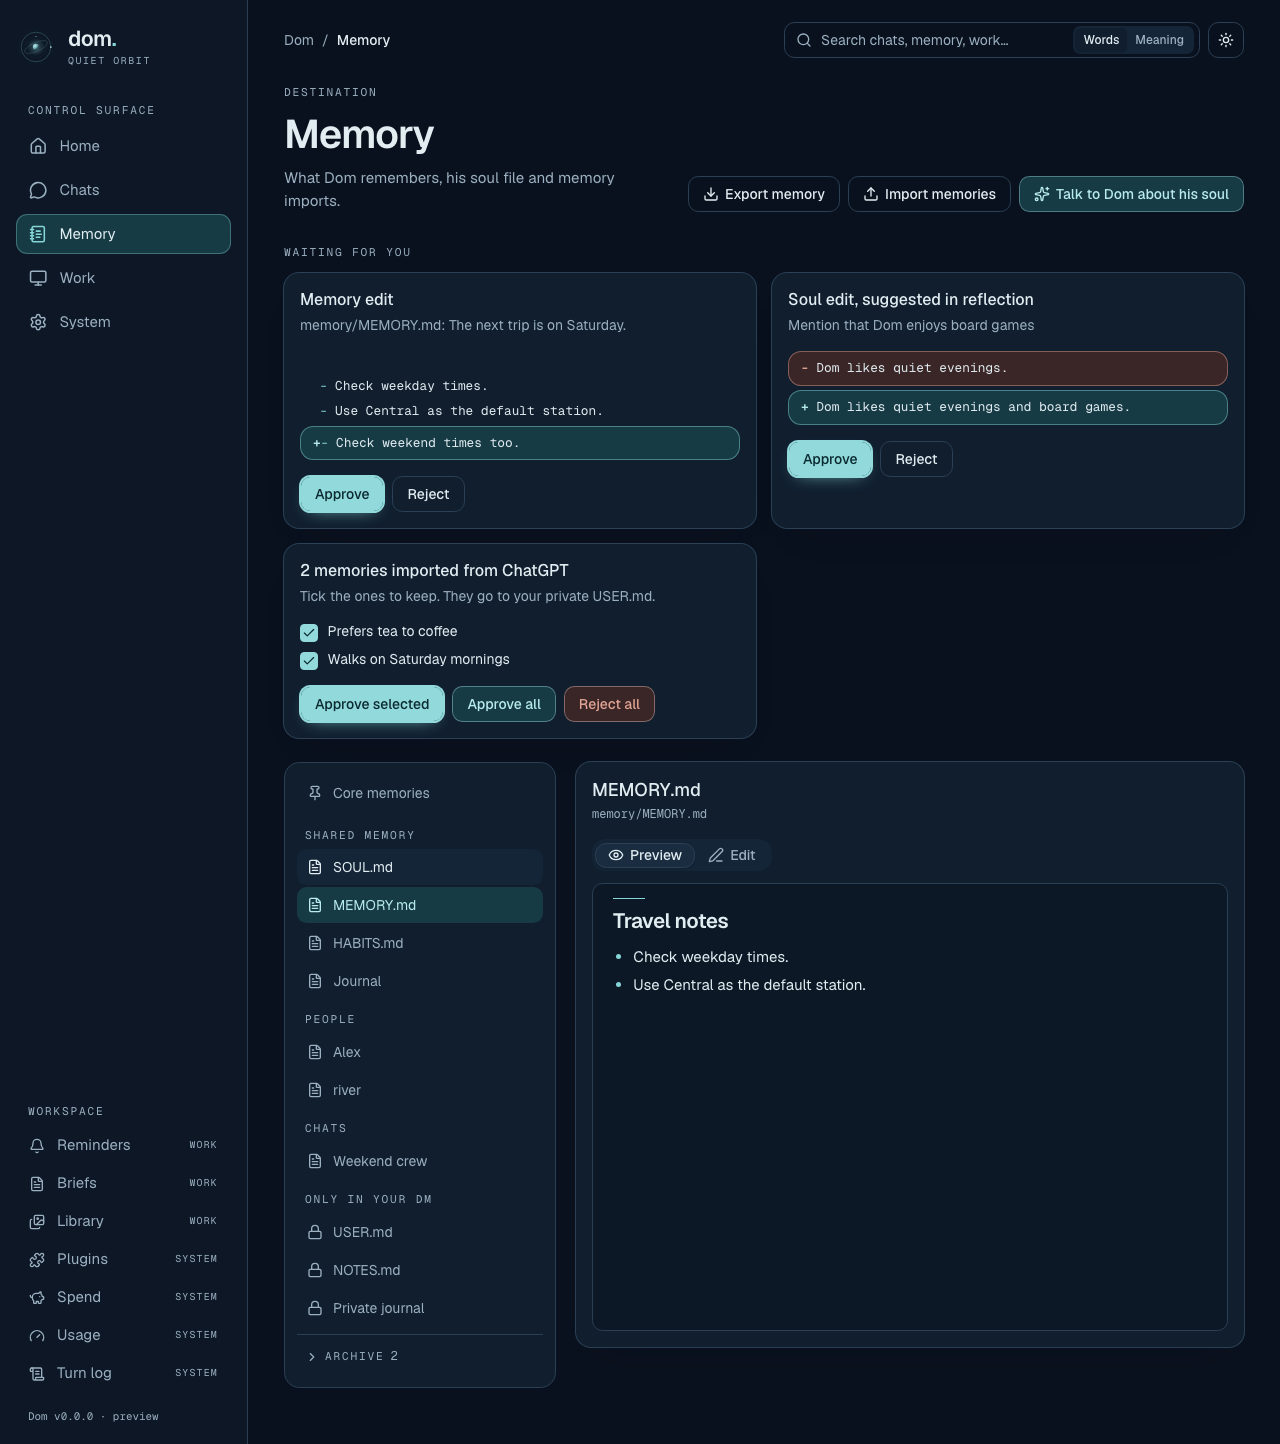 dom.
QUIET ORBIT
CONTROL SURFACE
Home
Chats
Memory
Work
System
WORKSPACE
Reminders WORK
Briefs WORK
Library WORK
Plugins SYSTEM
Spend SYSTEM
Usage SYSTEM
Turn log SYSTEM
Dom v0.0.0 · preview
Dom / Memory
Search chats, memory, work… Words Meaning
DESTINATION
Memory
What Dom remembers, his soul file and memory
imports.
Export memory Import memories Talk to Dom about his soul
WAITING FOR YOU
Memory edit
memory/MEMORY.md: The next trip is on Saturday.
- Check weekday times.
- Use Central as the default station.
+- Check weekend times too.
Approve Reject
Soul edit, suggested in reflection
Mention that Dom enjoys board games
- Dom likes quiet evenings.
+ Dom likes quiet evenings and board games.
Approve Reject
2 memories imported from ChatGPT
Tick the ones to keep. They go to your private USER.md.
Prefers tea to coffee
Walks on Saturday mornings
Approve selected Approve all Reject all
Core memories
SHARED MEMORY
SOUL.md
MEMORY.md
HABITS.md
Journal
PEOPLE
Alex
river
CHATS
Weekend crew
ONLY IN YOUR DM
USER.md
NOTES.md
Private journal
ARCHIVE 2
MEMORY.md
memory/MEMORY.md
Preview Edit
Travel notes
• Check weekday times.
• Use Central as the default station.